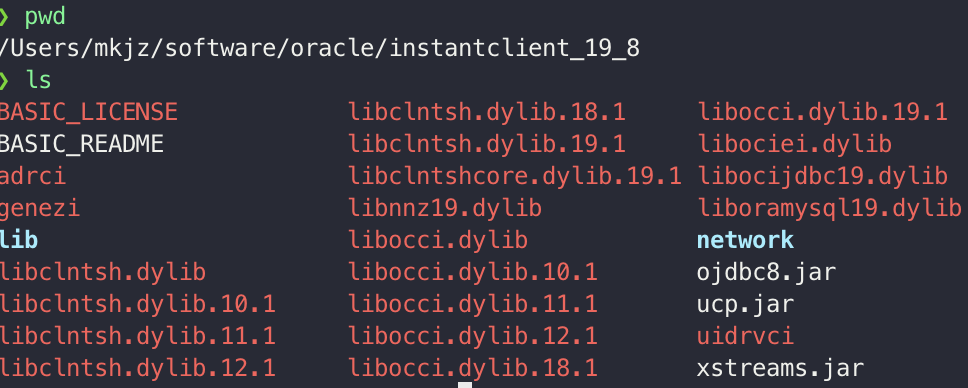 ❯ pwd
/Users/mkjz/software/oracle/instantclient_19_8
❯ ls
BASIC_LICENSE libclntsh.dylib.18.1 libocci.dylib.19.1
BASIC_README libclntsh.dylib.19.1 libociei.dylib
adrci libclntshcore.dylib.19.1 libocijdbc19.dylib
genezi libnnz19.dylib liboramysql19.dylib
lib libocci.dylib network
libclntsh.dylib libocci.dylib.10.1 ojdbc8.jar
libclntsh.dylib.10.1 libocci.dylib.11.1 ucp.jar
libclntsh.dylib.11.1 libocci.dylib.12.1 uidrvci
libclntsh.dylib.12.1 libocci.dylib.18.1 xstreams.jar